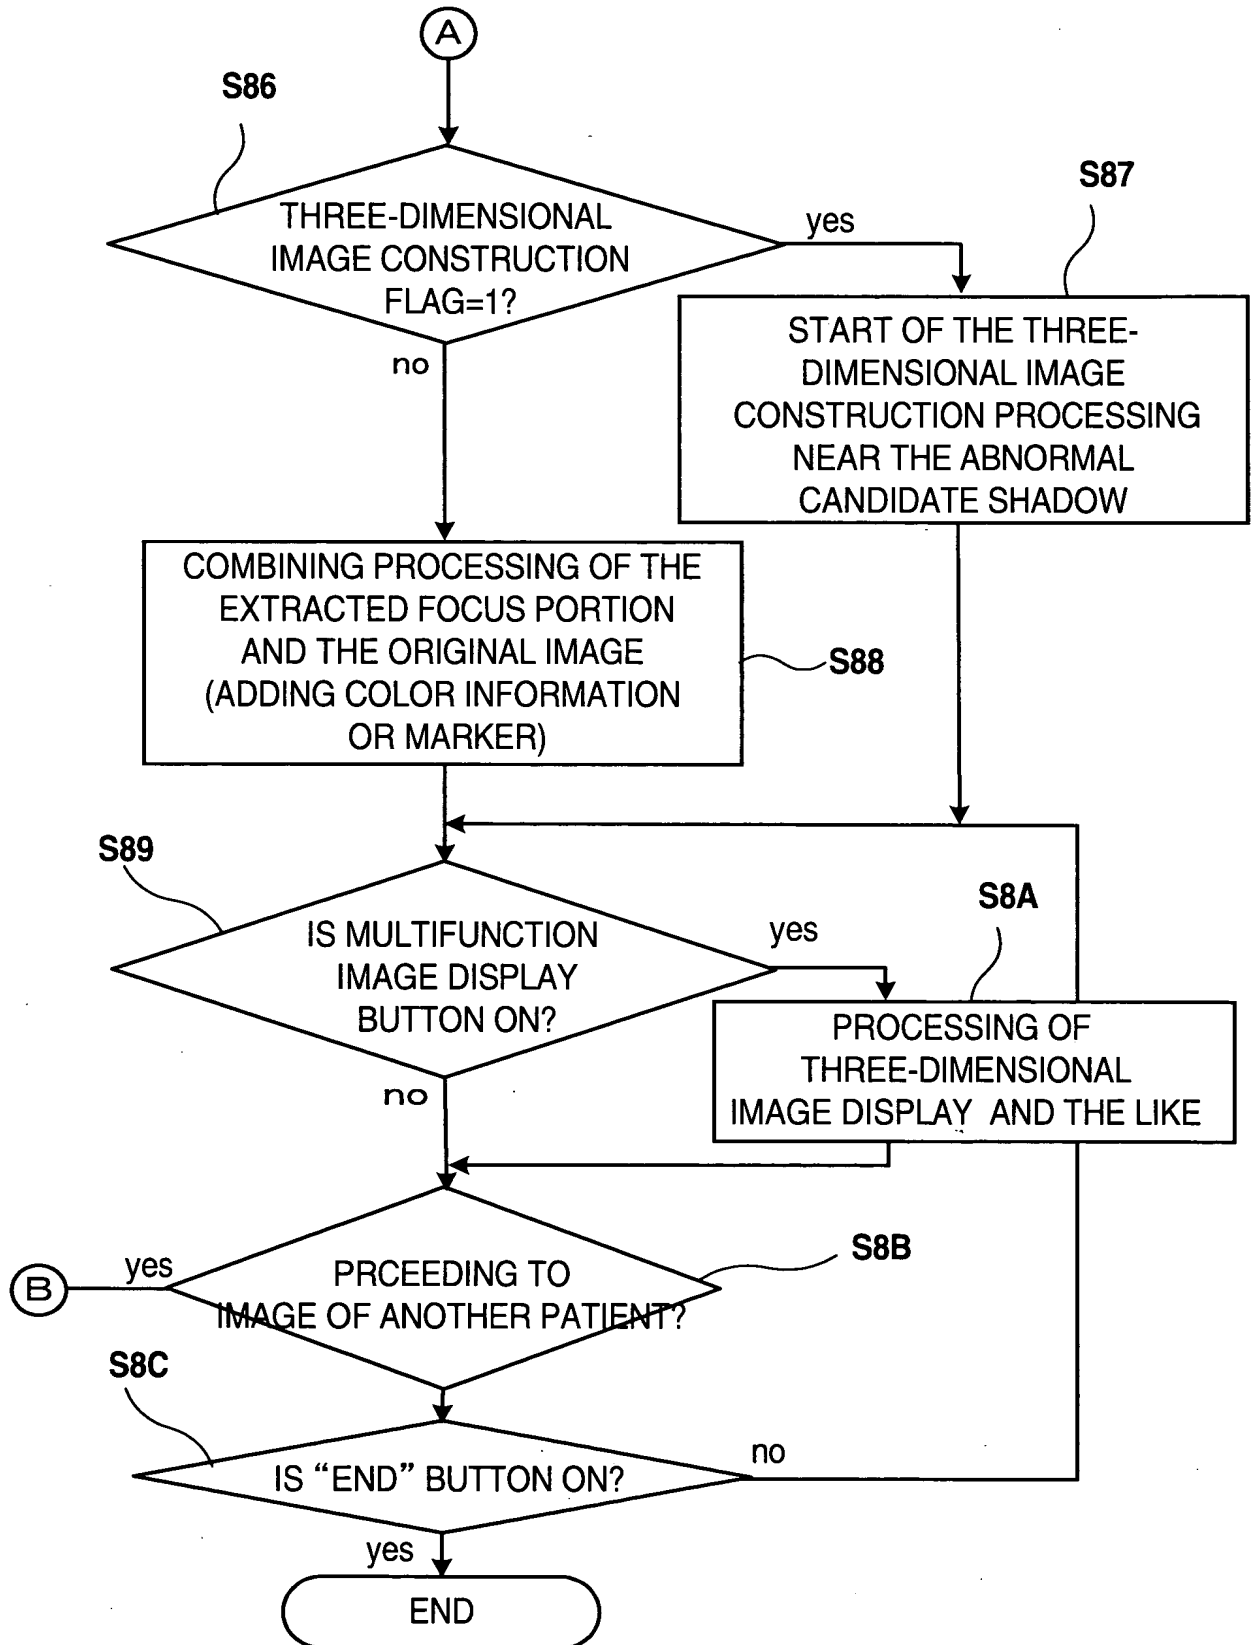 A
S86
THREE-DIMENSIONAL
IMAGE CONSTRUCTION
FLAG=1?
yes
no
S87
START OF THE THREE-
DIMENSIONAL IMAGE
CONSTRUCTION PROCESSING
NEAR THE ABNORMAL
CANDIDATE SHADOW
COMBINING PROCESSING OF THE
EXTRACTED FOCUS PORTION
AND THE ORIGINAL IMAGE
(ADDING COLOR INFORMATION
OR MARKER)
S88
S89
IS MULTIFUNCTION
IMAGE DISPLAY
BUTTON ON?
yes
no
S8A
PROCESSING OF
THREE-DIMENSIONAL
IMAGE DISPLAY AND THE LIKE
S8B
B
yes
PRCEEDING TO
IMAGE OF ANOTHER PATIENT?
S8C
IS “END” BUTTON ON?
no
yes
END